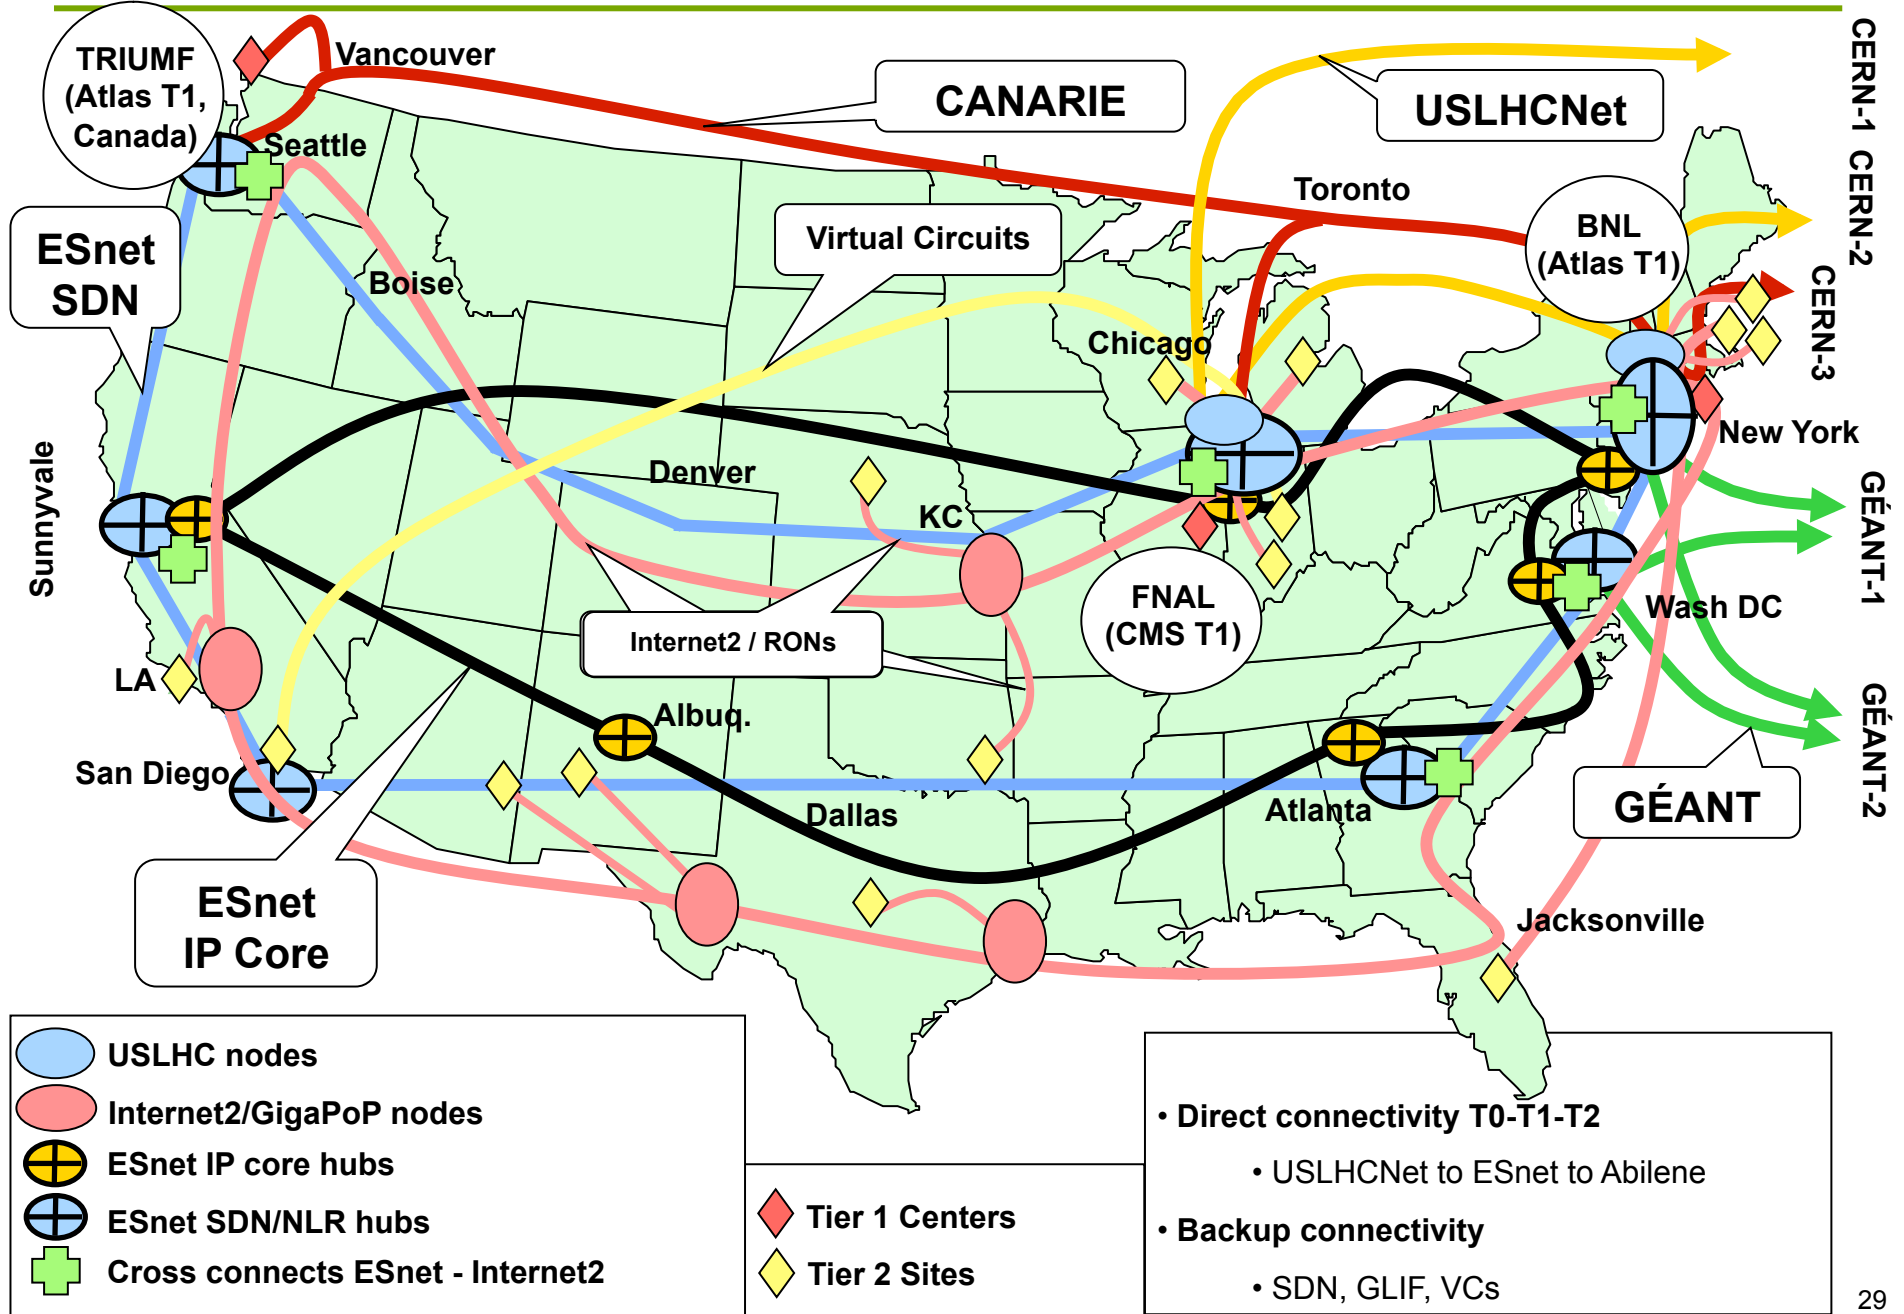 TRIUMF
(Atlas T1,
Canada)
Vancouver
CANARIE
USLHCNet
CERN-1
CERN-2
CERN-3
Seattle
Toronto
BNL
(Atlas T1)
ESnet
SDN
Virtual Circuits
Boise
Chicago
New York
Sunnyvale
Denver
KC
GÉANT-1
FNAL
(CMS T1)
Wash DC
Internet2 / RONs
LA
Albuq.
San Diego
Dallas
Atlanta
GÉANT
GÉANT-2
ESnet
IP Core
Jacksonville
USLHC nodes
Internet2/GigaPoP nodes
ESnet IP core hubs
ESnet SDN/NLR hubs
Cross connects ESnet - Internet2
Tier 1 Centers
Tier 2 Sites
• Direct connectivity T0-T1-T2
• USLHCNet to ESnet to Abilene
• Backup connectivity
• SDN, GLIF, VCs
29